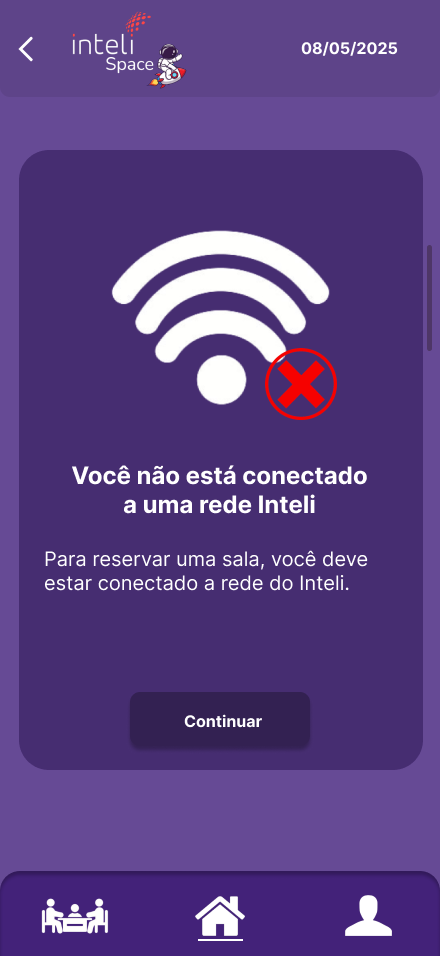 inteli
Space
08/05/2025
Você não está conectado
a uma rede Inteli
Para reservar uma sala, você deve
estar conectado a rede do Inteli.
Continuar